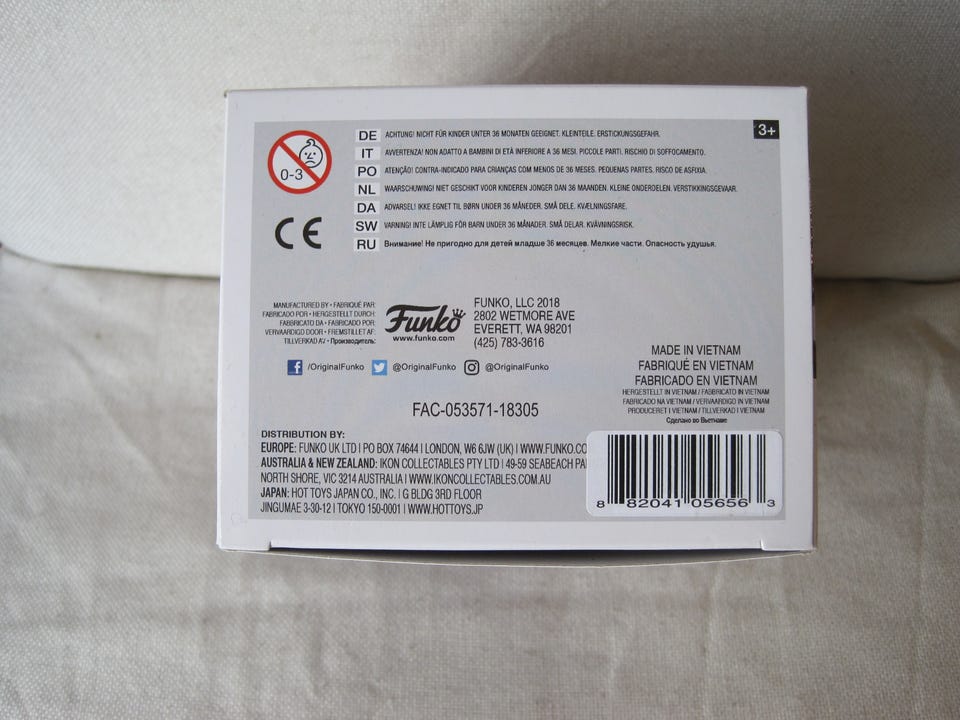 3+
0-3
DE ACHTUNG! NICHT FÜR KINDER UNTER 36 MONATEN GEEIGNET. KLEINTEILE. ERSTICKUNGSGEFAHR.
IT AVVERTENZA! NON ADATTO A BAMBINI DI ETÀ INFERIORE A 36 MESI. PICCOLE PARTI. RISCHIO DI SOFFOCAMENTO.
PO ATENÇÃO! CONTRA-INDICADO PARA CRIANÇAS COM MENOS DE 36 MESES. PEQUENAS PARTES. RISCO DE ASFIXIA.
NL WAARSCHUWING! NIET GESCHIKT VOOR KINDEREN JONGER DAN 36 MAANDEN. KLEINE ONDERDELEN. VERSTIKKINGSGEVAAR.
DA ADVARSEL! IKKE EGNET TIL BØRN UNDER 36 MÅNEDER. SMÅ DELE. KVÆLNINGSFARE.
SW VARNING! INTE LÄMPLIG FÖR BARN UNDER 36 MÅNADER. SMÅ DELAR. KVÄVNINGSRISK.
RU Внимание! Не пригодно для детей младше 36 месяцев. Мелкие части. Опасность удушья.
CE
MANUFACTURED BY • FABRIQUÉ PAR:
FABRICADO POR • HERGESTELLT DURCH:
FABBRICATO DA • FABRICADO POR:
VERVAARDIGD DOOR • FREMSTILLET AF:
TILLVERKAD AV • Производитель:
Funko
www.funko.com
FUNKO, LLC 2018
2802 WETMORE AVE
EVERETT, WA 98201
(425) 783-3616
/OriginalFunko @OriginalFunko @OriginalFunko
MADE IN VIETNAM
FABRIQUÉ EN VIETNAM
FABRICADO EN VIETNAM
HERGESTELLT IN VIETNAM / FABBRICATO IN VIETNAM
FABRICADO NA VIETNAM / VERVAARDIGD IN VIETNAM
PRODUCERET I VIETNAM / TILLVERKAD I VIETNAM
Сделано во Вьетнаме
FAC-053571-18305
DISTRIBUTION BY:
EUROPE: FUNKO UK LTD | PO BOX 74644 | LONDON, W6 6JW (UK) | WWW.FUNKO.CO
AUSTRALIA & NEW ZEALAND: IKON COLLECTABLES PTY LTD | 49-59 SEABEACH PA
NORTH SHORE, VIC 3214 AUSTRALIA | WWW.IKONCOLLECTABLES.COM.AU
JAPAN: HOT TOYS JAPAN CO., INC. | G BLDG 3RD FLOOR
JINGUMAE 3-30-12 | TOKYO 150-0001 | WWW.HOTTOYS.JP
8 82041 05656 3